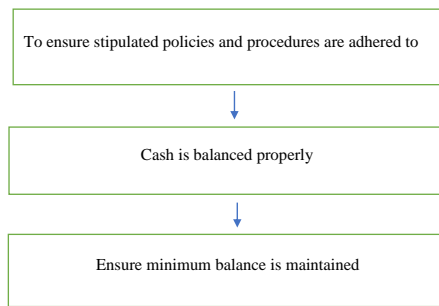 To ensure stipulated policies and procedures are adhered to
Cash is balanced properly
Ensure minimum balance is maintained